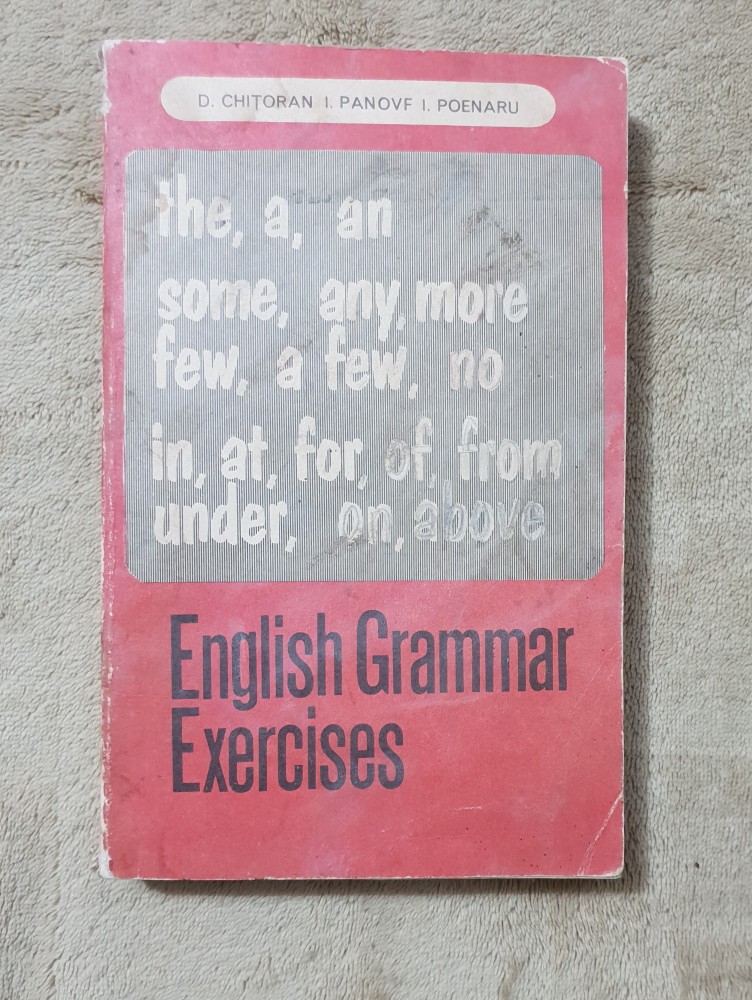 D. CHIȚORAN I. PANOVF I. POENARU
the, a, an
some, any, more
few, a few, no
in, at, for, of, from
under, on, above
English Grammar
Exercises